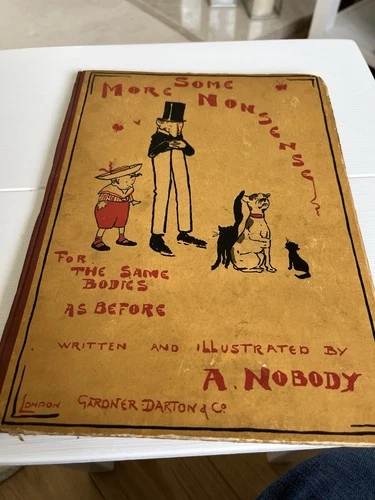 SOME
MORE NONSENSE
FOR
THE SAME
BODIES
AS BEFORE
WRITTEN AND ILLUSTRATED BY
A. NOBODY
LONDON GARDNER·DARTON & Co